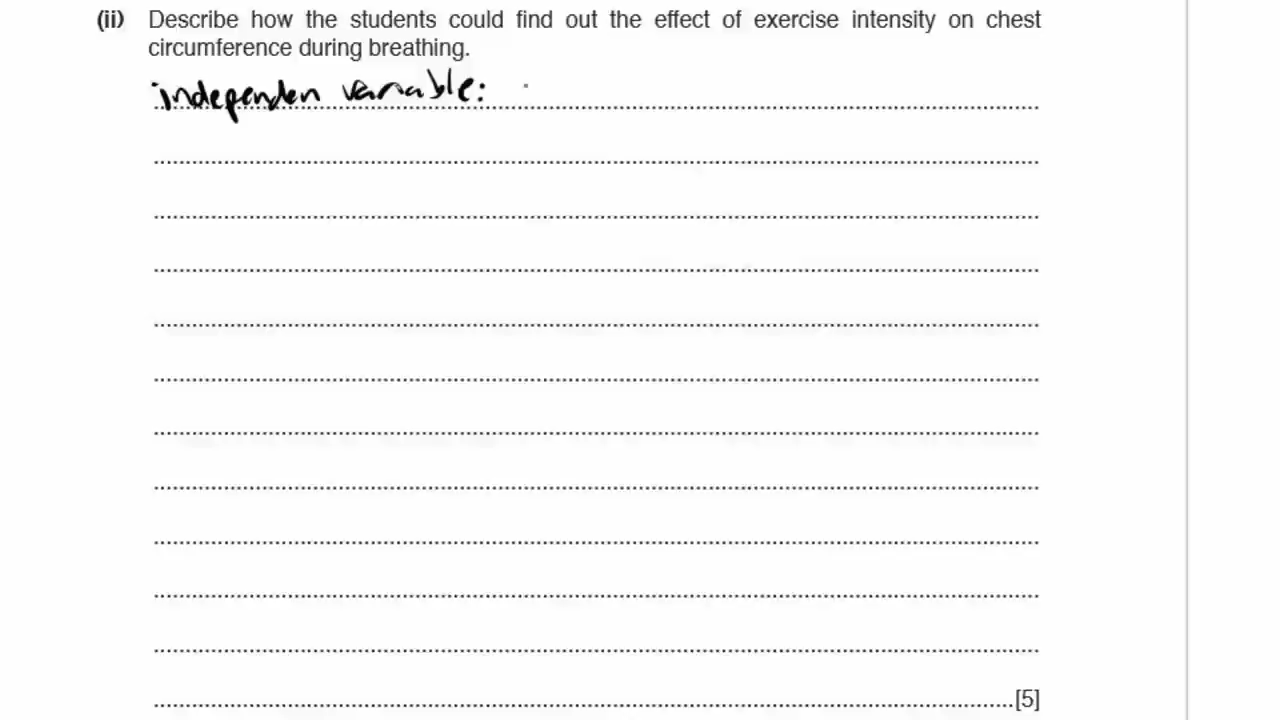 (ii) Describe how the students could find out the effect of exercise intensity on chest
circumference during breathing.
independen variable:
[5]